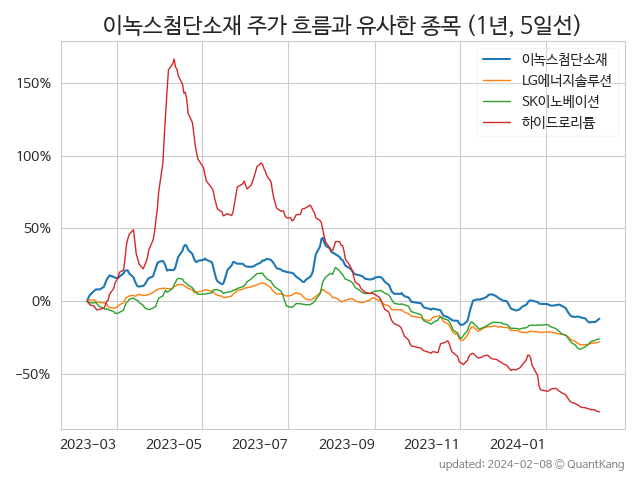 이녹스첨단소재 주가 흐름과 유사한 종목 (1년, 5일선)
이녹스첨단소재
LG에너지솔루션
SK이노베이션
하이드로리튬
150%
100%
50%
0%
−50%
2023-03 2023-05 2023-07 2023-09 2023-11 2024-01
updated: 2024-02-08 © QuantKang